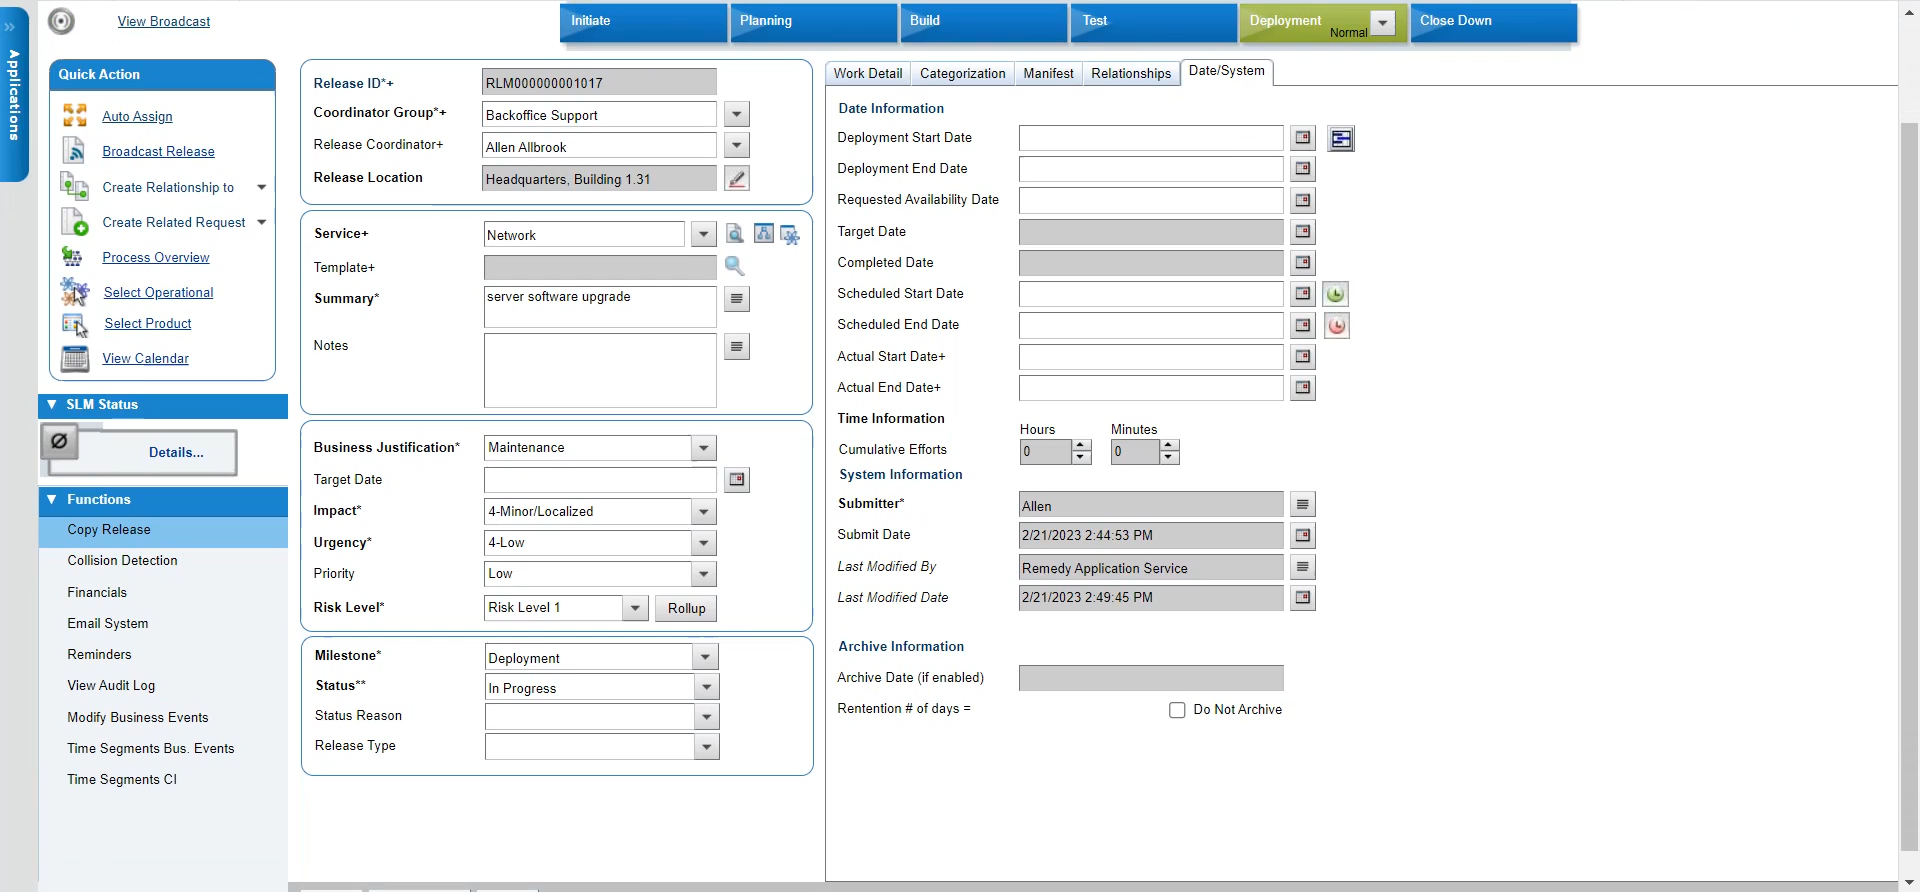 View Broadcast
Initiate
Planning
Build
Test
Deployment
Normal
Close Down
»
Applications
Quick Action
Auto Assign
Broadcast Release
Create Relationship to
Create Related Request
Process Overview
Select Operational
Select Product
View Calendar
SLM Status
Details...
Functions
Copy Release
Collision Detection
Financials
Email System
Reminders
View Audit Log
Modify Business Events
Time Segments Bus. Events
Time Segments CI
Release ID*+ RLM000000001017
Coordinator Group*+ Backoffice Support
Release Coordinator+ Allen Allbrook
Release Location Headquarters, Building 1.31
Service+ Network
Template+
Summary* server software upgrade
Notes
Business Justification* Maintenance
Target Date
Impact* 4-Minor/Localized
Urgency* 4-Low
Priority Low
Risk Level* Risk Level 1 Rollup
Milestone* Deployment
Status** In Progress
Status Reason
Release Type
Work Detail Categorization Manifest Relationships Date/System
Date Information
Deployment Start Date
Deployment End Date
Requested Availability Date
Target Date
Completed Date
Scheduled Start Date
Scheduled End Date
Actual Start Date+
Actual End Date+
Time Information
Hours Minutes
Cumulative Efforts 0 0
System Information
Submitter* Allen
Submit Date 2/21/2023 2:44:53 PM
Last Modified By Remedy Application Service
Last Modified Date 2/21/2023 2:49:45 PM
Archive Information
Archive Date (if enabled)
Rentention # of days = Do Not Archive